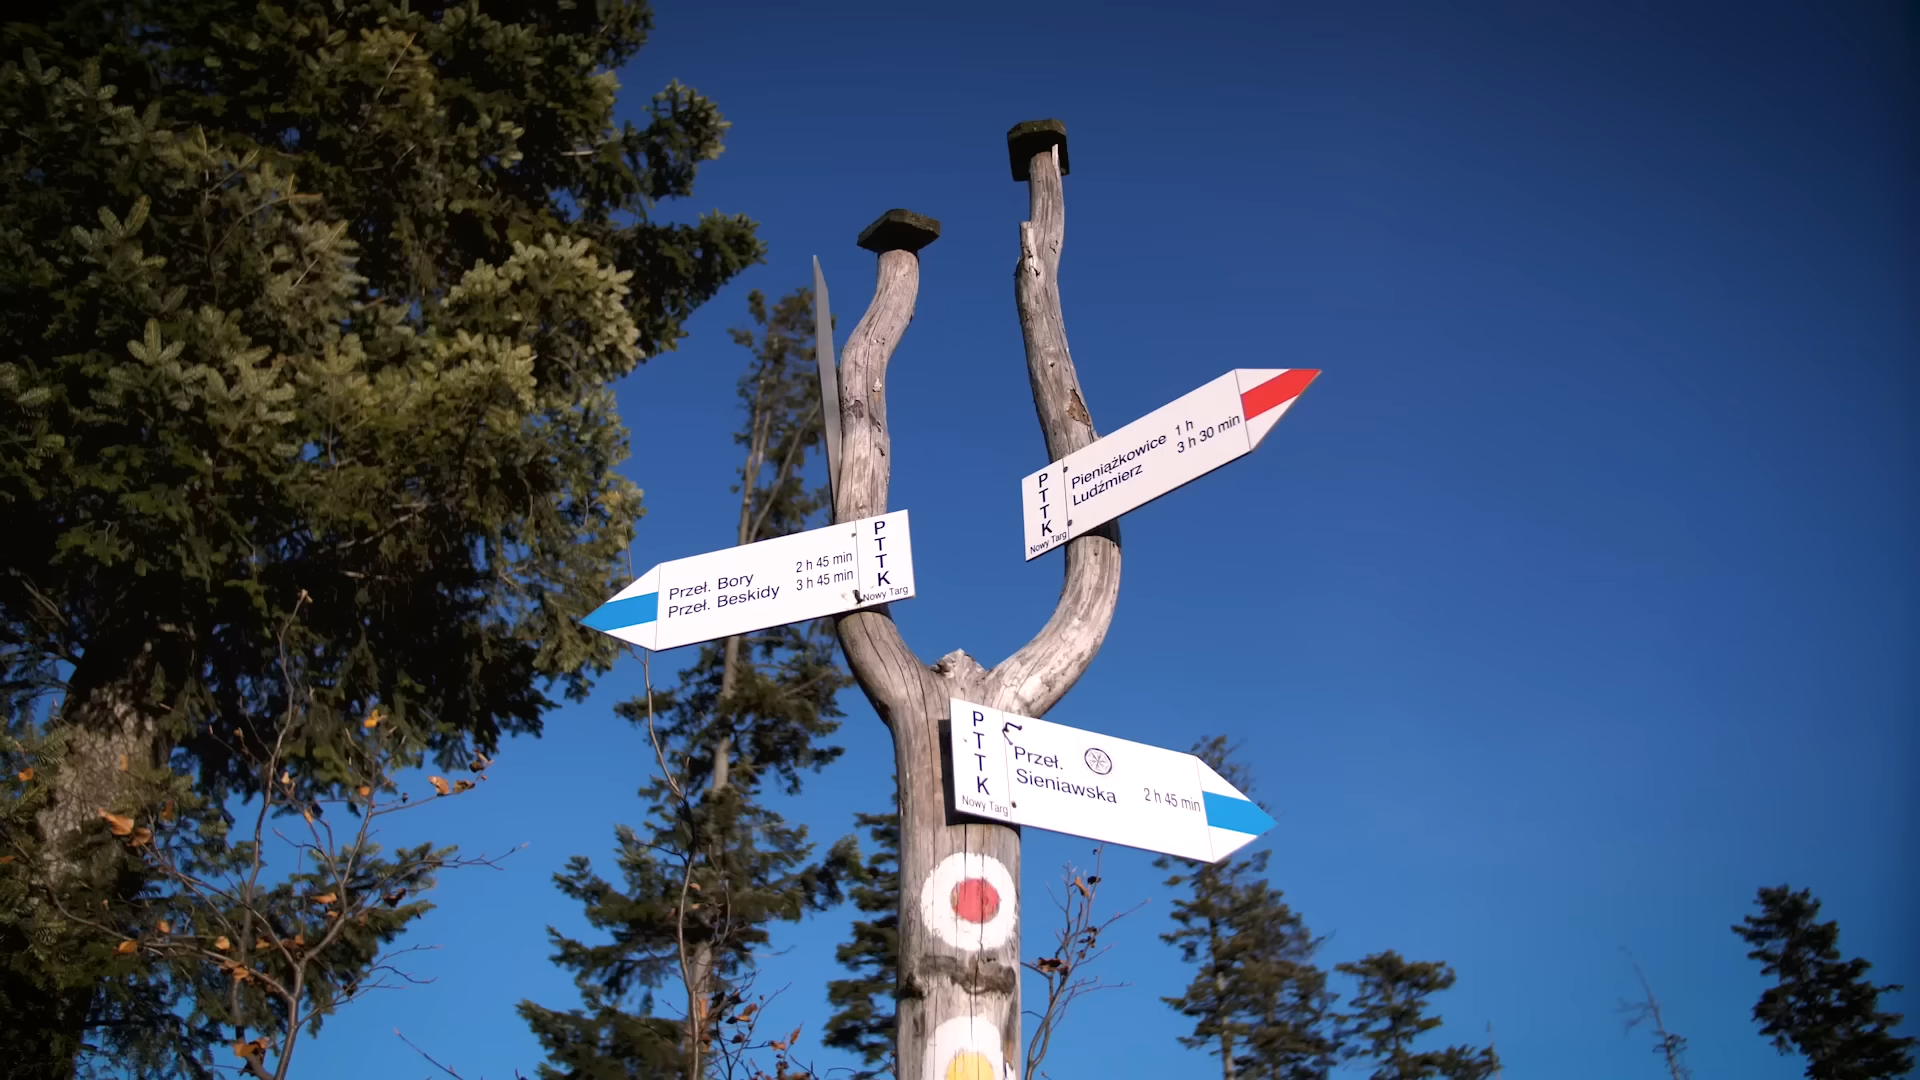 PTTK
Nowy Targ
Pieniążkowice 1 h
Ludźmierz 3 h 30 min
Przeł. Bory 2 h 45 min
Przeł. Beskidy 3 h 45 min
PTTK
Nowy Targ
PTTK
Nowy Targ
Przeł.
Sieniawska 2 h 45 min